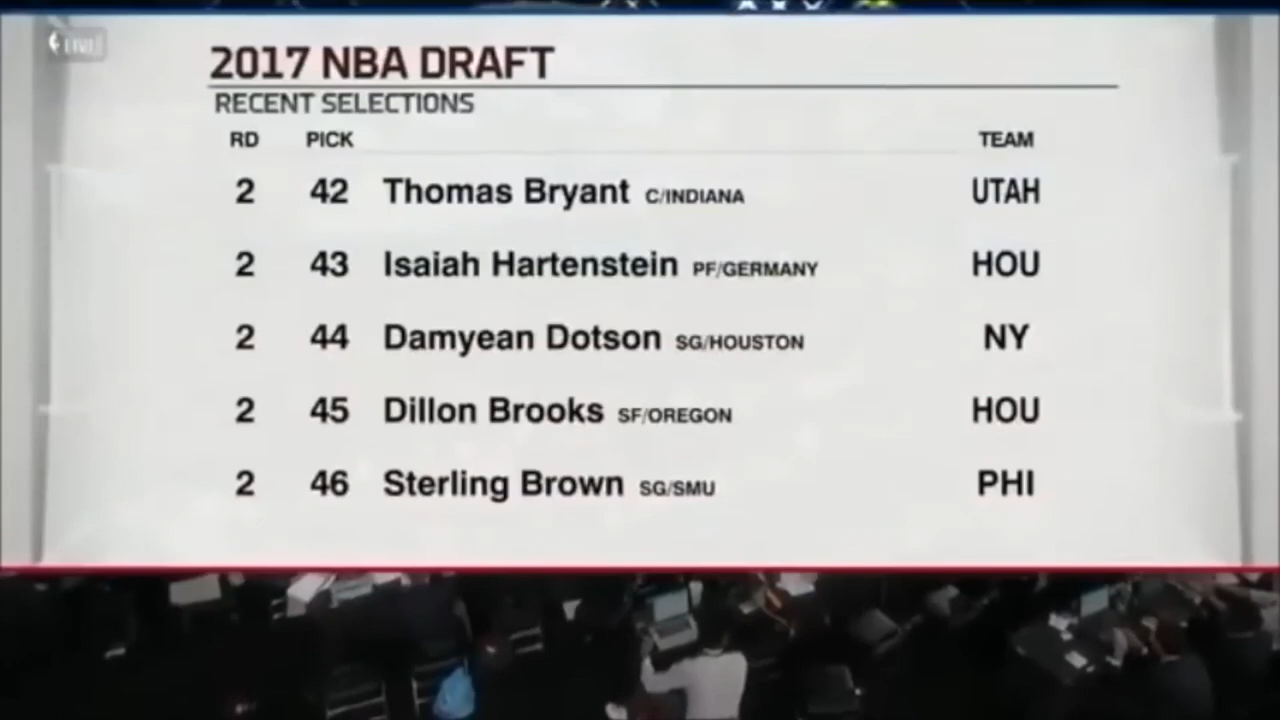 LIVE
2017 NBA DRAFT
RECENT SELECTIONS
RD PICK TEAM
2 42 Thomas Bryant C/INDIANA UTAH
2 43 Isaiah Hartenstein PF/GERMANY HOU
2 44 Damyean Dotson SG/HOUSTON NY
2 45 Dillon Brooks SF/OREGON HOU
2 46 Sterling Brown SG/SMU PHI